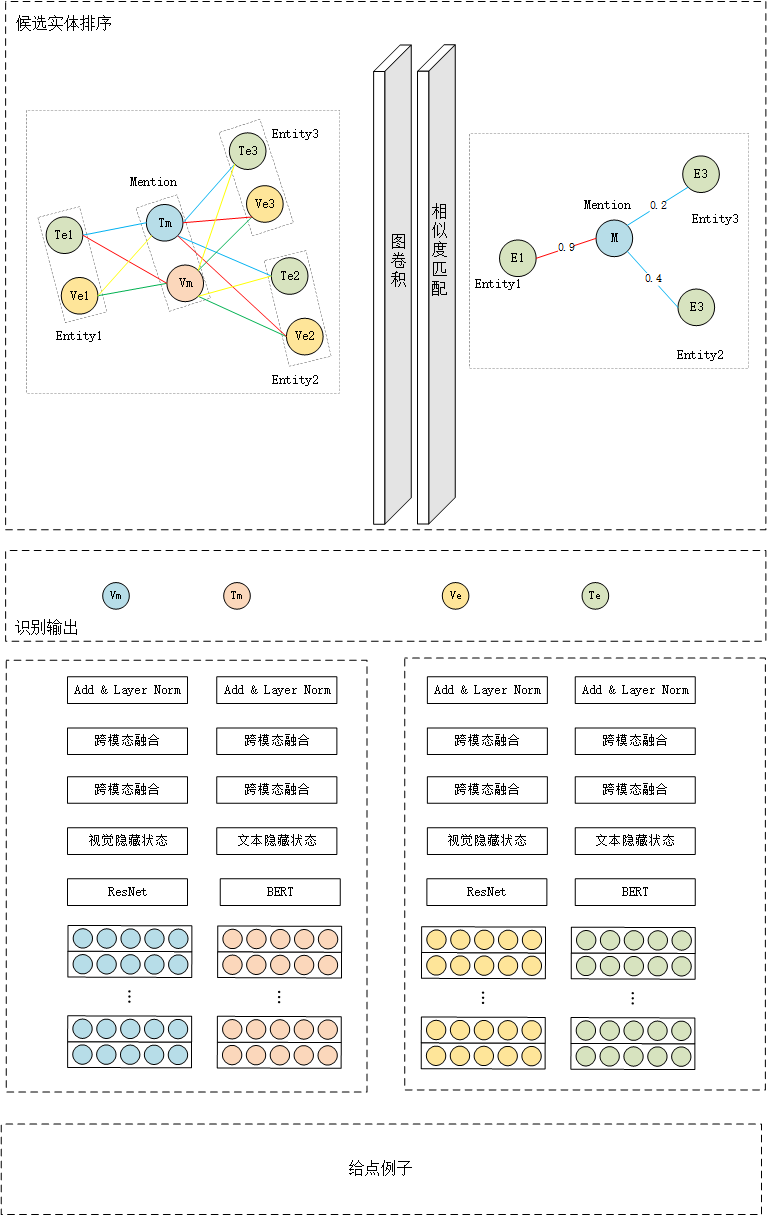 候选实体排序
Entity3
Te3
Mention
Ve3
Tm
Te1
Vm
Te2
Ve1
Entity1
Ve2
Entity2
图卷积
相似度匹配
E3
0.2
Mention
Entity3
M
0.9
E1
Entity1
0.4
E3
Entity2
Vm
Tm
Ve
Te
识别输出
Add & Layer Norm
Add & Layer Norm
Add & Layer Norm
Add & Layer Norm
跨模态融合
跨模态融合
跨模态融合
跨模态融合
跨模态融合
跨模态融合
跨模态融合
跨模态融合
视觉隐藏状态
文本隐藏状态
视觉隐藏状态
文本隐藏状态
ResNet
BERT
ResNet
BERT
...
...
...
...
给点例子